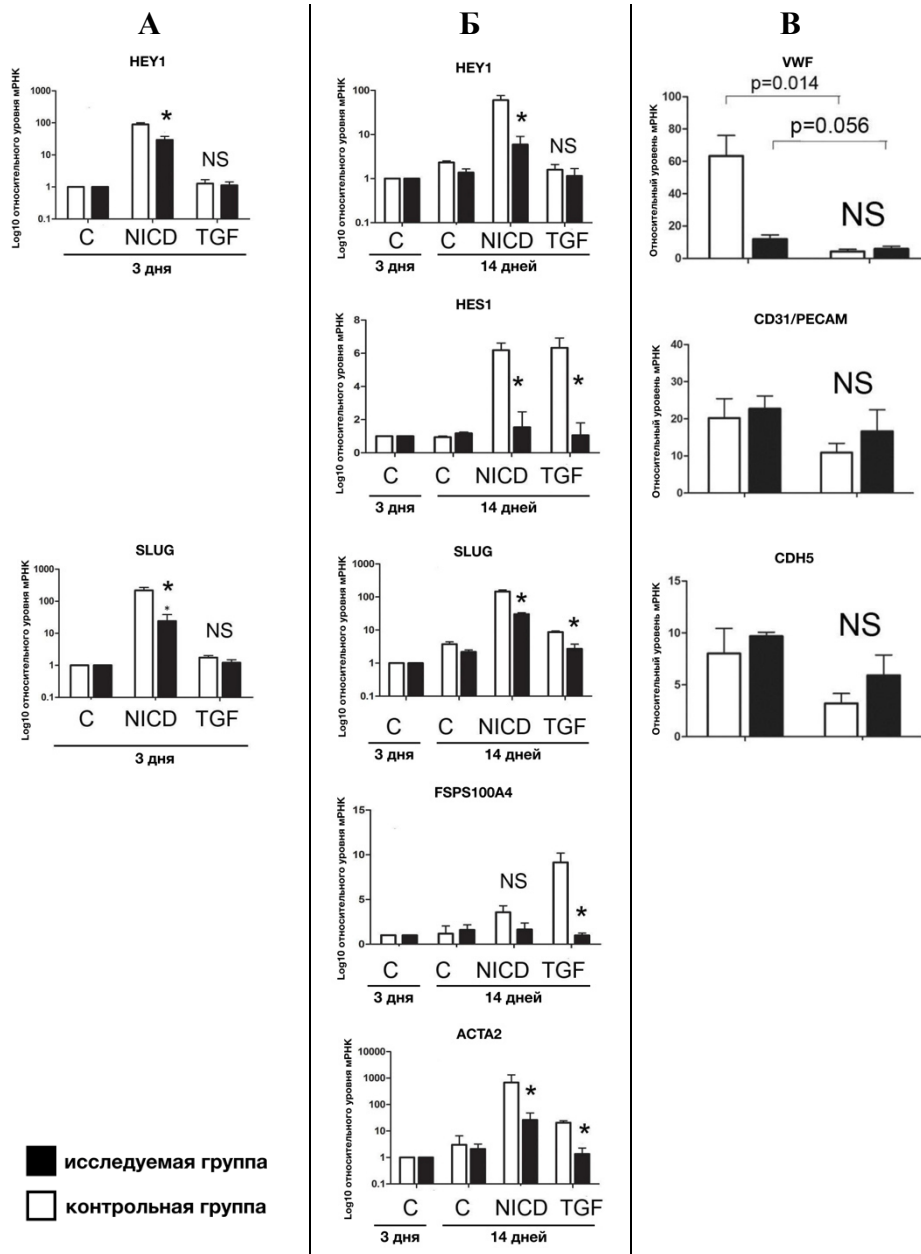 А
HEY1
Log10 относительного уровня мРНК
1000
100
10
1
0.1
*
NS
C NICD TGF
3 дня
SLUG
Log10 относительного уровня мРНК
1000
100
10
1
0.1
*
*
NS
C NICD TGF
3 дня
исследуемая группа
контрольная группа
Б
HEY1
Log10 относительного уровня мРНК
100
10
1
0.1
*
NS
C C NICD TGF
3 дня 14 дней
HES1
Log10 относительного уровня мРНК
8
6
4
2
0
*
*
C C NICD TGF
3 дня 14 дней
SLUG
Log10 относительного уровня мРНК
1000
100
10
1
0.1
*
*
C C NICD TGF
3 дня 14 дней
FSPS100A4
Log10 относительного уровня мРНК
15
10
5
0
NS
*
C C NICD TGF
3 дня 14 дней
ACTA2
Log10 относительного уровня мРНК
10000
1000
100
10
1
0.1
*
*
C C NICD TGF
3 дня 14 дней
В
VWF
Относительный уровень мРНК
p=0.014
p=0.056
100
80
60
40
20
0
NS
CD31/PECAM
Относительный уровень мРНК
40
30
20
10
0
NS
CDH5
Относительный уровень мРНК
15
10
5
0
NS